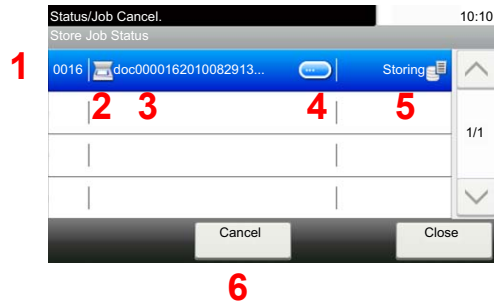 Status/Job Cancel. 10:10
Store Job Status
1 0016 doc0000162010082913... Storing
2 3 4 5
1/1
Cancel Close
6